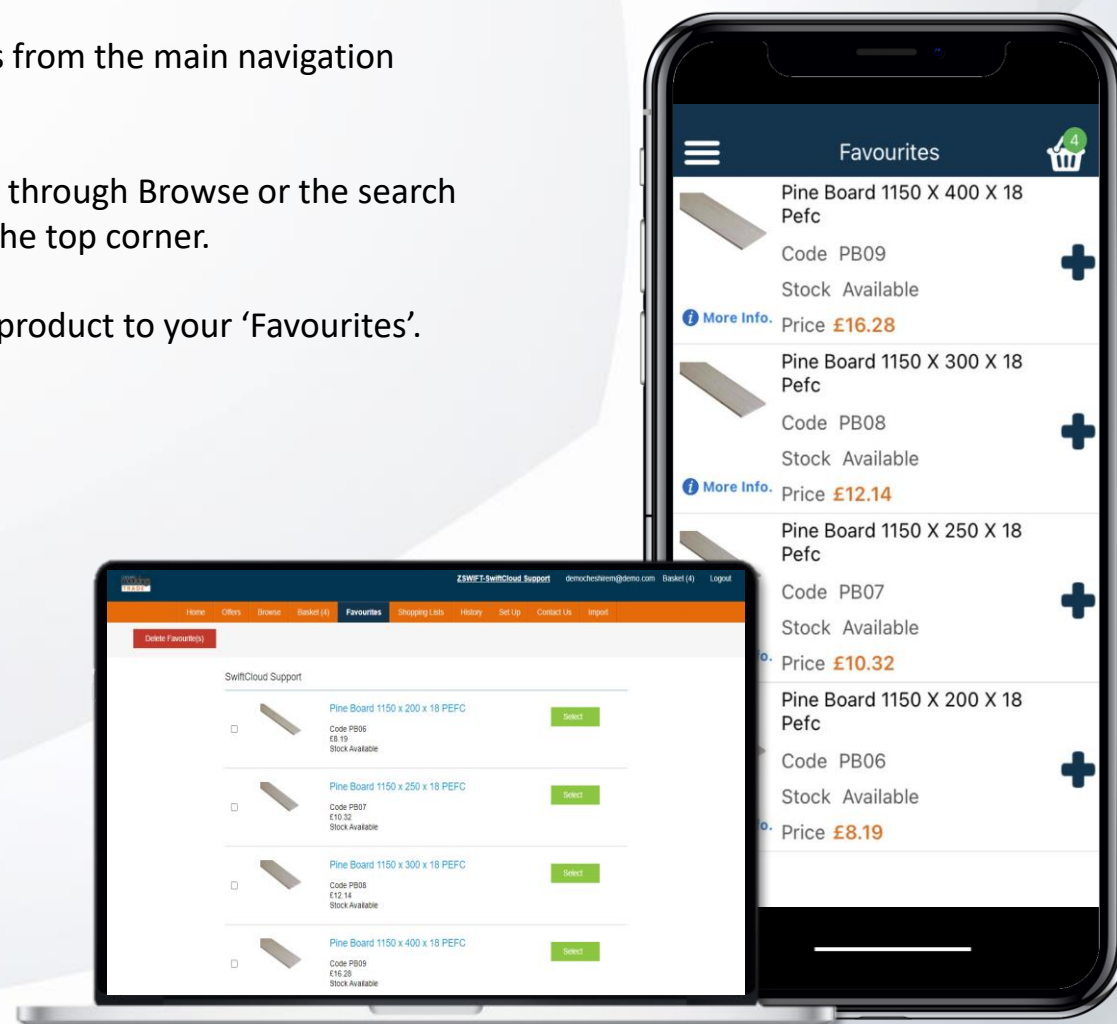 s from the main navigation
through Browse or the search
he top corner.
product to your ‘Favourites’.
Favourites
4
Pine Board 1150 X 400 X 18
Pefc
Code PB09
Stock Available
More Info.
Price £16.28
Pine Board 1150 X 300 X 18
Pefc
Code PB08
Stock Available
More Info.
Price £12.14
Pine Board 1150 X 250 X 18
Pefc
Code PB07
Stock Available
fo.
Price £10.32
Pine Board 1150 X 200 X 18
Pefc
Code PB06
Stock Available
fo.
Price £8.19
TRADE
ZSWIFT-SwiftCloud Support democheshirem@demo.com Basket (4) Logout
Home Offers Browse Basket (4) Favourites Shopping Lists History Set Up Contact Us Import
Delete Favourite(s)
SwiftCloud Support
Pine Board 1150 x 200 x 18 PEFC
Code PB06
£8.19
Stock Available
Select
Pine Board 1150 x 250 x 18 PEFC
Code PB07
£10.32
Stock Available
Select
Pine Board 1150 x 300 x 18 PEFC
Code PB08
£12.14
Stock Available
Select
Pine Board 1150 x 400 x 18 PEFC
Code PB09
£16.28
Stock Available
Select